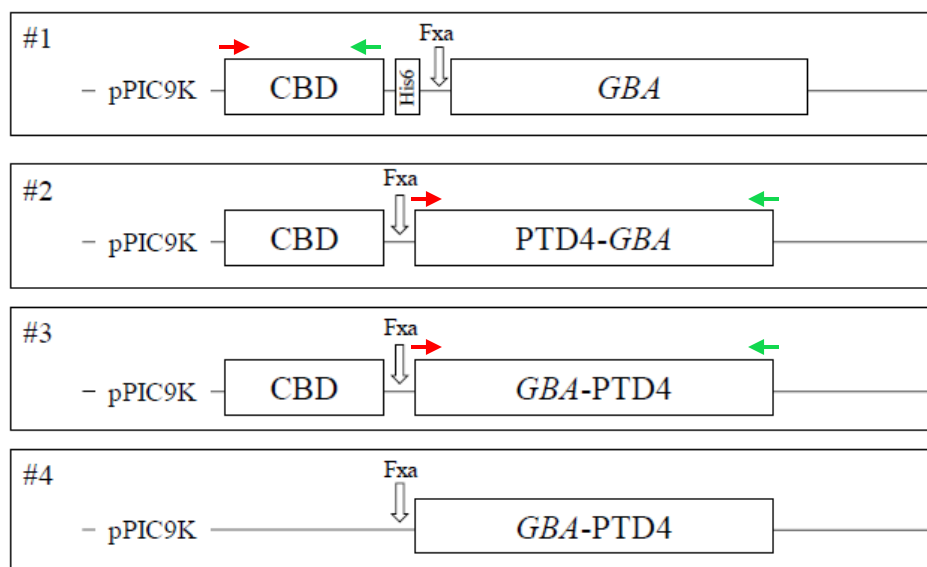 #1
Fxa
– pPIC9K CBD His6 GBA
#2
Fxa
– pPIC9K CBD PTD4-GBA
#3
Fxa
– pPIC9K CBD GBA-PTD4
#4
Fxa
– pPIC9K GBA-PTD4